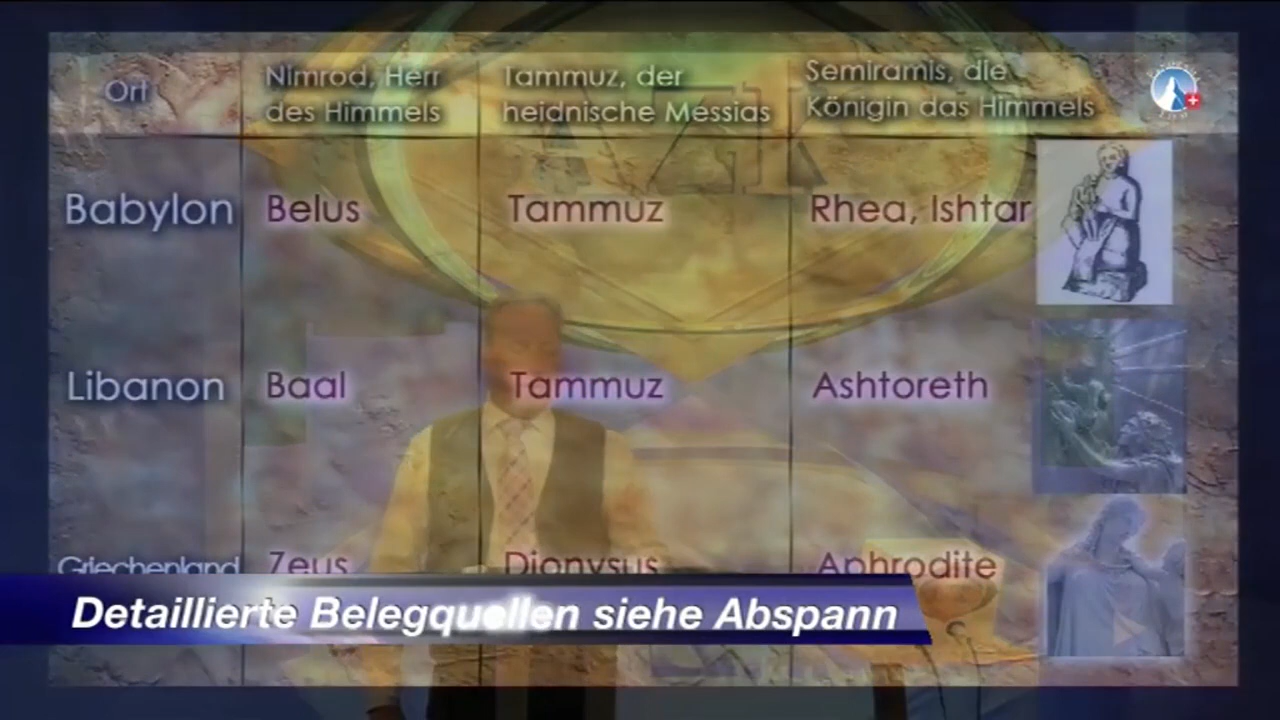 Ort
Nimrod, Herr
des Himmels
Tammuz, der
heidnische Messias
Semiramis, die
Königin das Himmels
AZK
Babylon
Belus
Tammuz
Rhea, Ishtar
Libanon
Baal
Tammuz
Ashtoreth
Griechenland
Zeus
Dionysus
Aphrodite
Detaillierte Belegquellen siehe Abspann